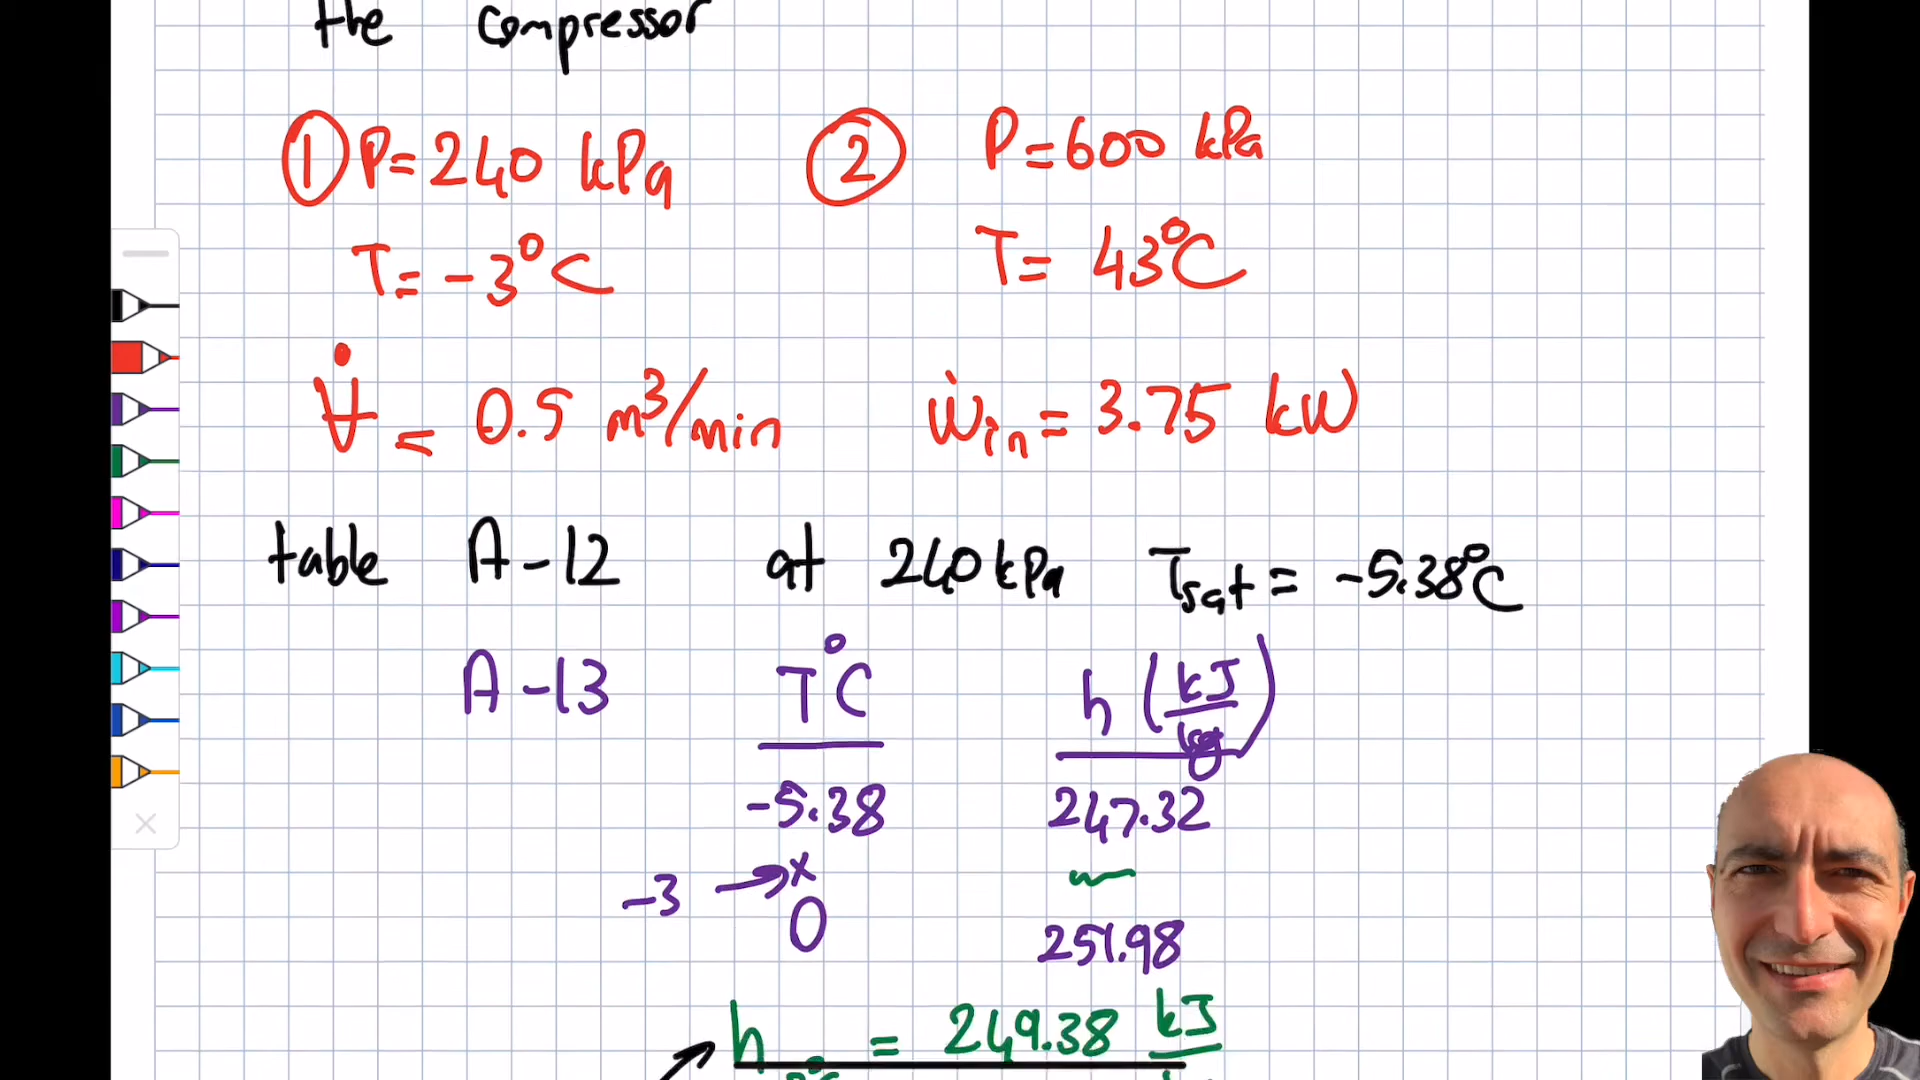 the compressor
① P=240 kPa ② P=600 kPa
T=-3°C T= 43°C
V̇ = 0.5 m³/min Ẇin = 3.75 kW
table A-12 at 240 kPa Tsat = -5.38°C
A-13 T°C h (kJ/kg)
-5.38 247.32
-3 → x
0 251.98
h = 249.38 kJ